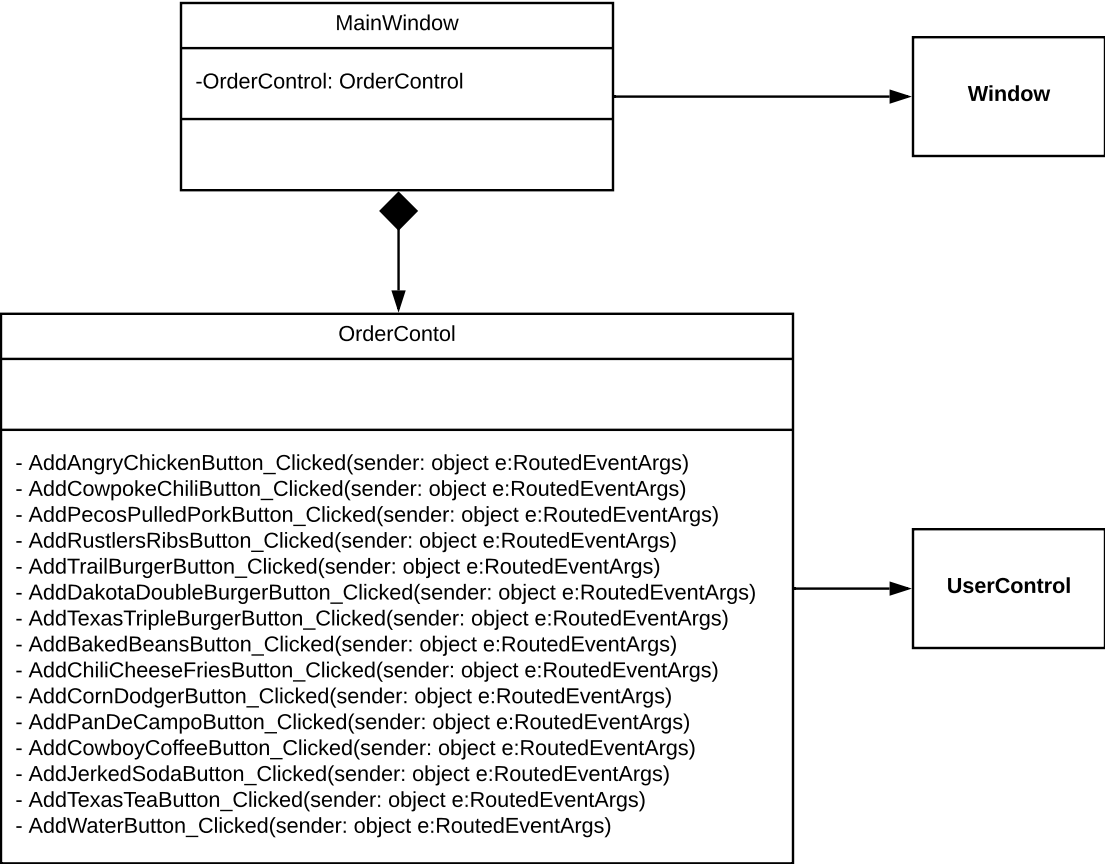 MainWindow
-OrderControl: OrderControl
Window
OrderContol
- AddAngryChickenButton_Clicked(sender: object e:RoutedEventArgs)
- AddCowpokeChiliButton_Clicked(sender: object e:RoutedEventArgs)
- AddPecosPulledPorkButton_Clicked(sender: object e:RoutedEventArgs)
- AddRustlersRibsButton_Clicked(sender: object e:RoutedEventArgs)
- AddTrailBurgerButton_Clicked(sender: object e:RoutedEventArgs)
- AddDakotaDoubleBurgerButton_Clicked(sender: object e:RoutedEventArgs)
- AddTexasTripleBurgerButton_Clicked(sender: object e:RoutedEventArgs)
- AddBakedBeansButton_Clicked(sender: object e:RoutedEventArgs)
- AddChiliCheeseFriesButton_Clicked(sender: object e:RoutedEventArgs)
- AddCornDodgerButton_Clicked(sender: object e:RoutedEventArgs)
- AddPanDeCampoButton_Clicked(sender: object e:RoutedEventArgs)
- AddCowboyCoffeeButton_Clicked(sender: object e:RoutedEventArgs)
- AddJerkedSodaButton_Clicked(sender: object e:RoutedEventArgs)
- AddTexasTeaButton_Clicked(sender: object e:RoutedEventArgs)
- AddWaterButton_Clicked(sender: object e:RoutedEventArgs)
UserControl